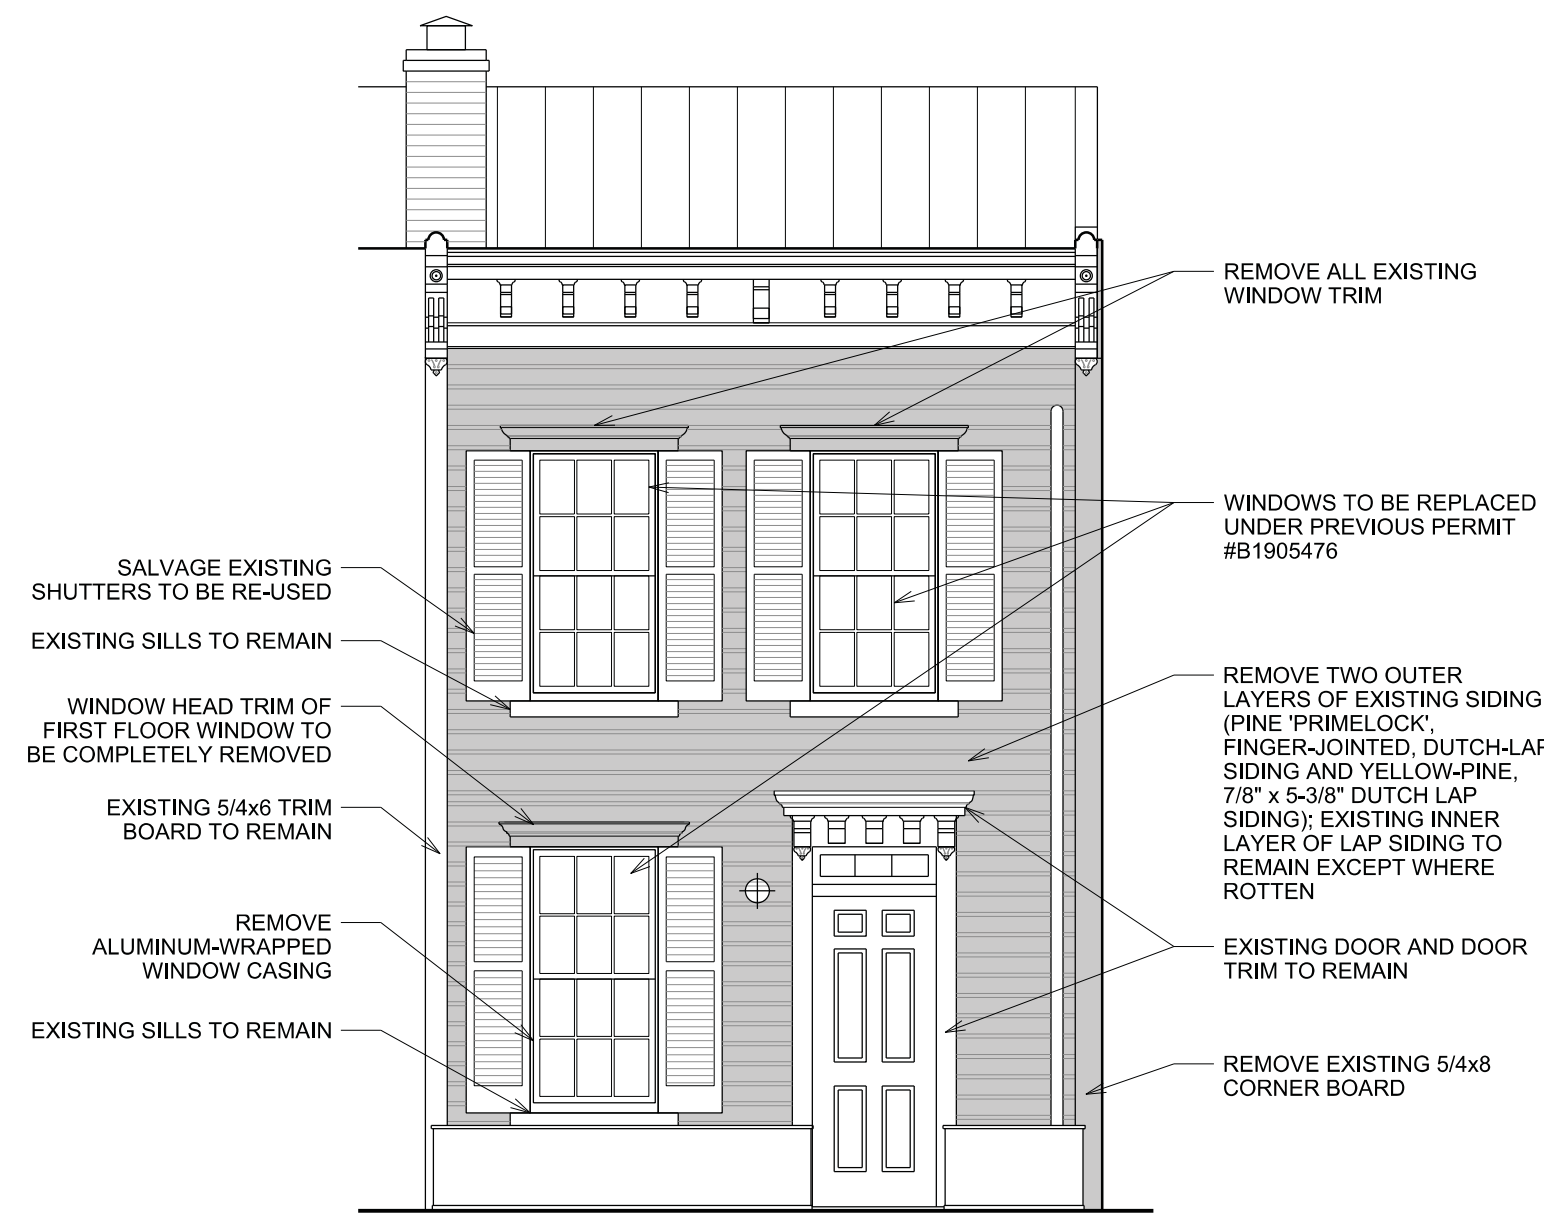 REMOVE ALL EXISTING
WINDOW TRIM
WINDOWS TO BE REPLACED
UNDER PREVIOUS PERMIT
#B1905476
SALVAGE EXISTING
SHUTTERS TO BE RE-USED
EXISTING SILLS TO REMAIN
WINDOW HEAD TRIM OF
FIRST FLOOR WINDOW TO
BE COMPLETELY REMOVED
EXISTING 5/4x6 TRIM
BOARD TO REMAIN
REMOVE
ALUMINUM-WRAPPED
WINDOW CASING
EXISTING SILLS TO REMAIN
REMOVE TWO OUTER
LAYERS OF EXISTING SIDING
(PINE 'PRIMELOCK',
FINGER-JOINTED, DUTCH-LAP
SIDING AND YELLOW-PINE,
7/8" x 5-3/8" DUTCH LAP
SIDING); EXISTING INNER
LAYER OF LAP SIDING TO
REMAIN EXCEPT WHERE
ROTTEN
EXISTING DOOR AND DOOR
TRIM TO REMAIN
REMOVE EXISTING 5/4x8
CORNER BOARD